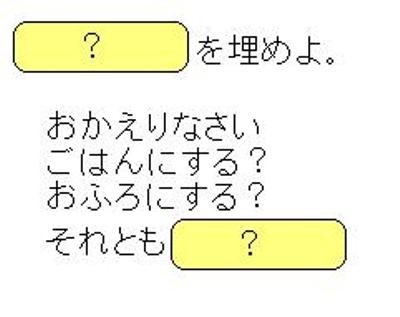 ？を埋めよ。
おかえりなさい
ごはんにする？
おふろにする？
それとも？